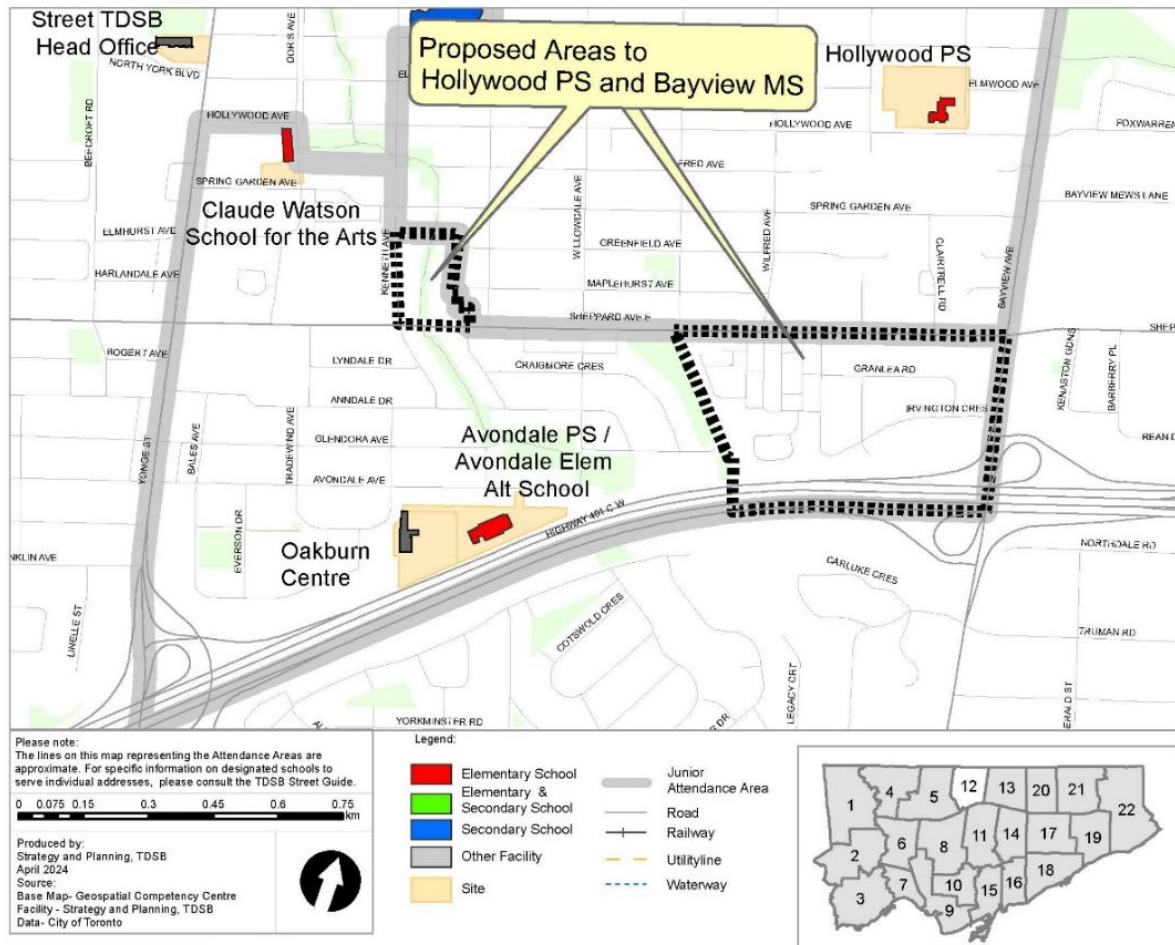 Street TDSB
Head Office
NORTH YORK BLVD
DORIS AVE
BEECROFT RD
Proposed Areas to
Hollywood PS and Bayview MS
Hollywood PS
ELMWOOD AVE
HOLLYWOOD AVE
HOLLYWOOD AVE
FOXWARREN
FRED AVE
SPRING GARDEN AVE
Claude Watson
School for the Arts
WILLOWDALE AVE
WILFRED AVE
SPRING GARDEN AVE
BAYVIEW MEWS LANE
ELMHURST AVE
HARLANDALE AVE
KENNETH AVE
GREENFIELD AVE
MAPLEHURST AVE
CLAIRTRELL RD
BAYVIEW AVE
SHEPPARD AVE E
SHEP
ROGERT AVE
LYNDALE DR
CRAIGMORE CRES
GRANLEA RD
KENASTON GDNS
BARBERRY PL
ANNDALE DR
IRVINGTON CRES
YONGE ST
BALES AVE
TRADEWIND AVE
GLENDORA AVE
REAN D
AVONDALE AVE
Avondale PS /
Avondale Elem
Alt School
HIGHWAY 401 C W
EVERSON DR
Oakburn
Centre
NKLIN AVE
LINELLE ST
NORTHDALE RD
CARLUKE CRES
COTSWOLD CRES
TRUMAN RD
LEGACY CRT
ERALD ST
YORKMINSTER RD
R DR
Please note:
The lines on this map representing the Attendance Areas are
approximate. For specific information on designated schools to
serve individual addresses, please consult the TDSB Street Guide.
0 0.075 0.15 0.3 0.45 0.6 0.75
km
Produced by:
Strategy and Planning, TDSB
April 2024
Source:
Base Map- Geospatial Competency Centre
Facility - Strategy and Planning, TDSB
Data- City of Toronto
Legend:
Elementary School
Elementary &
Secondary School
Secondary School
Other Facility
Site
Junior
Attendance Area
Road
Railway
Utilityline
Waterway
1
2
3
4
5
6
7
8
9
10
11
12
13
14
15
16
17
18
19
20
21
22